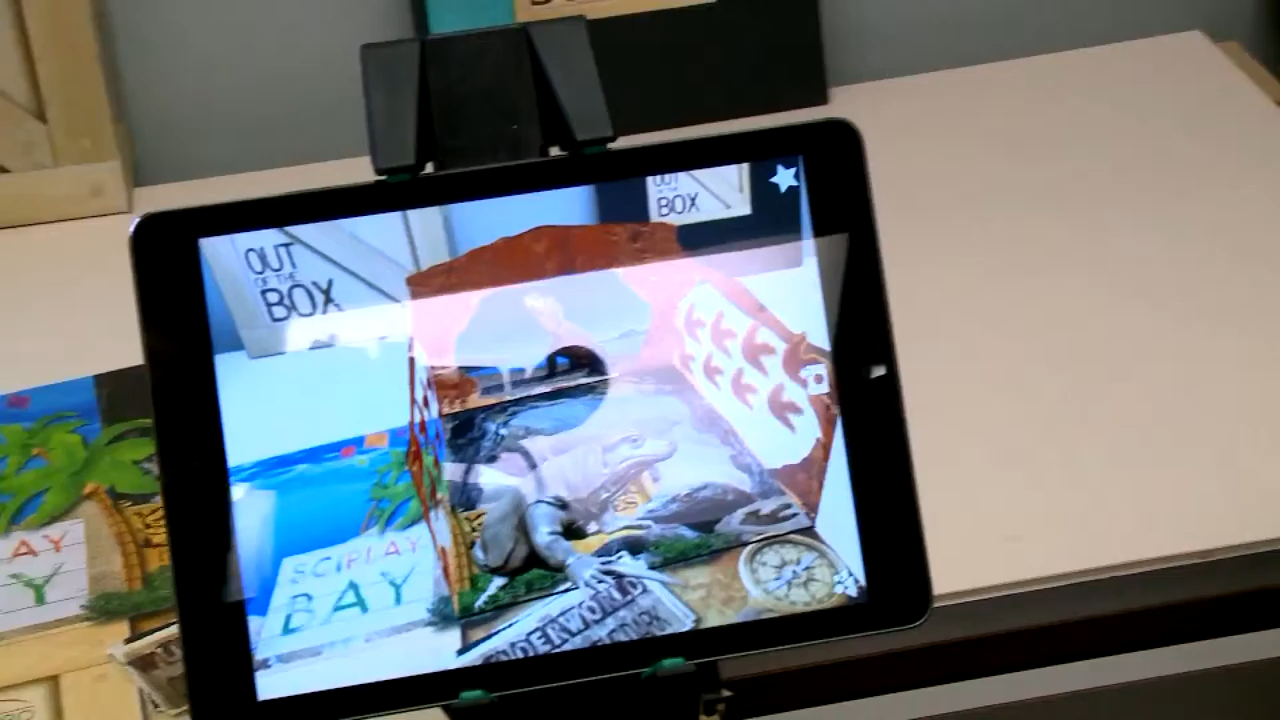 OUT
OF THE
BOX
OUT
OF THE
BOX
SCIPLAY
BAY
AY
Y